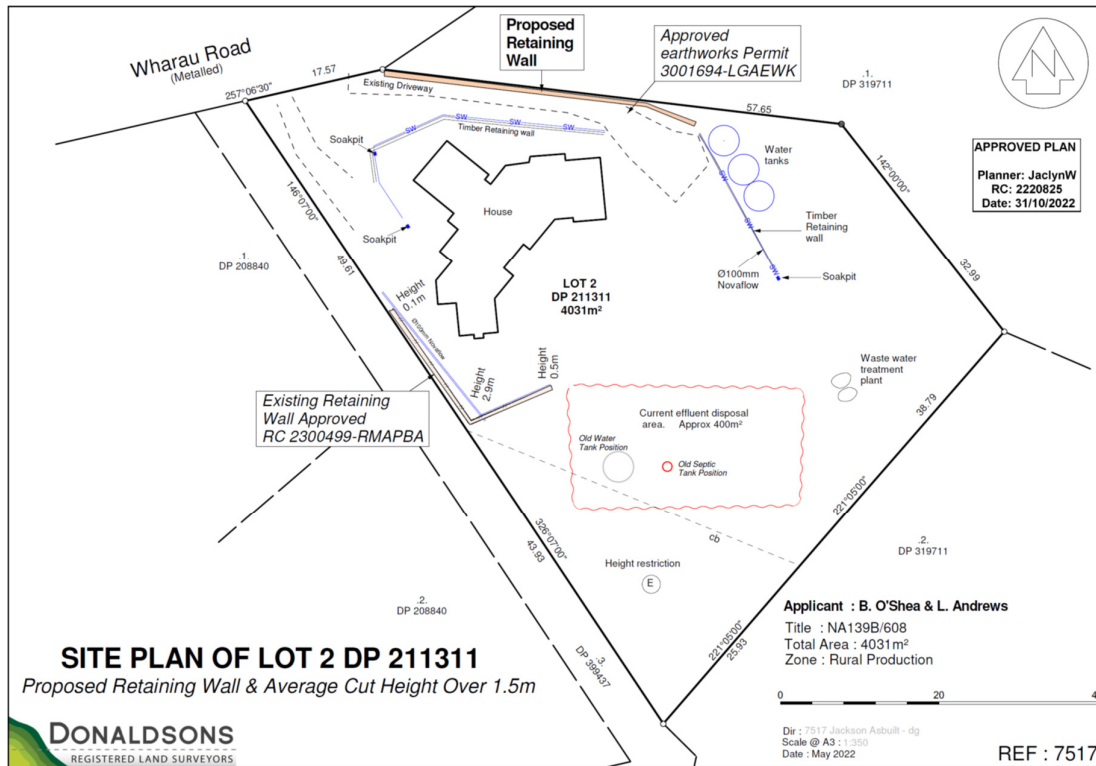 Wharau Road
(Metalled)
257°06'30"
17.57
Existing Driveway
Proposed
Retaining
Wall
Approved
earthworks Permit
3001694-LGAEWK
.1.
DP 319711
57.65
N
APPROVED PLAN
Planner: JaclynW
RC: 2220825
Date: 31/10/2022
SW
SW
SW
Timber Retaining wall
Soakpit
Soakpit
House
Water
tanks
SW
SW
SW
Timber
Retaining
wall
Ø100mm
Novaflow
Soakpit
142°00'00"
32.99
146°07'00"
49.61
.1.
DP 208840
LOT 2
DP 211311
4031m²
Height
0.1m
Ø100mm Novaflow
Height
2.9m
Height
0.5m
Existing Retaining
Wall Approved
RC 2300499-RMAPBA
Waste water
treatment
plant
Current effluent disposal
area. Approx 400m²
Old Water
Tank Position
Old Septic
Tank Position
38.79
221°05'00"
cb
.2.
DP 319711
326°07'00"
43.93
Height restriction
E
.2.
DP 208840
.3.
DP 399437
221°05'00"
25.93
Applicant : B. O'Shea & L. Andrews
Title : NA139B/608
Total Area : 4031m²
Zone : Rural Production
SITE PLAN OF LOT 2 DP 211311
Proposed Retaining Wall & Average Cut Height Over 1.5m
0 20 4
DONALDSONS
REGISTERED LAND SURVEYORS
Dir : 7517 Jackson Asbuilt - dg
Scale @ A3 : 1:350
Date : May 2022
REF : 7517